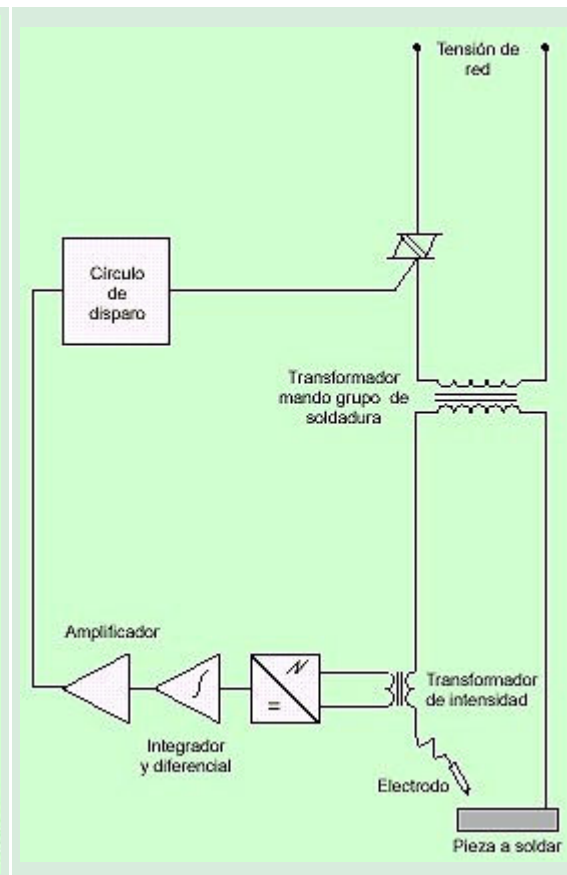 Tensión de
red
Círculo
de
disparo
Transformador
mando grupo de
soldadura
Amplificador
Integrador
y diferencial
=
Transformador
de intensidad
Electrodo
Pieza a soldar